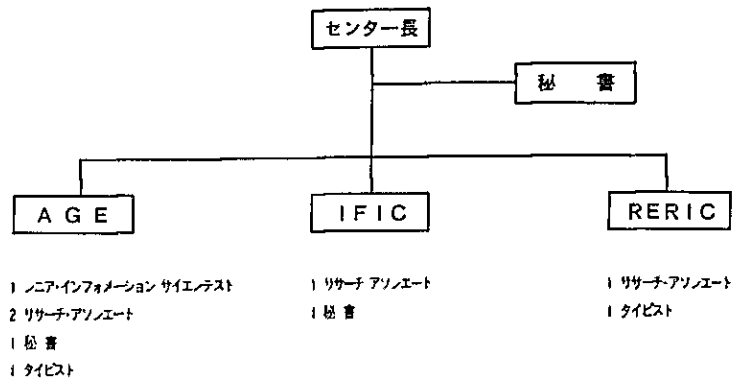 センター長
秘 書
AGE
IFIC
RERIC
1 シニア・インフォメーション サイエンテスト
2 リサーチ・アソシエート
1 秘書
1 タイピスト
1 リサーチ アソシエート
1 秘書
1 リサーチ・アソシエート
1 タイピスト